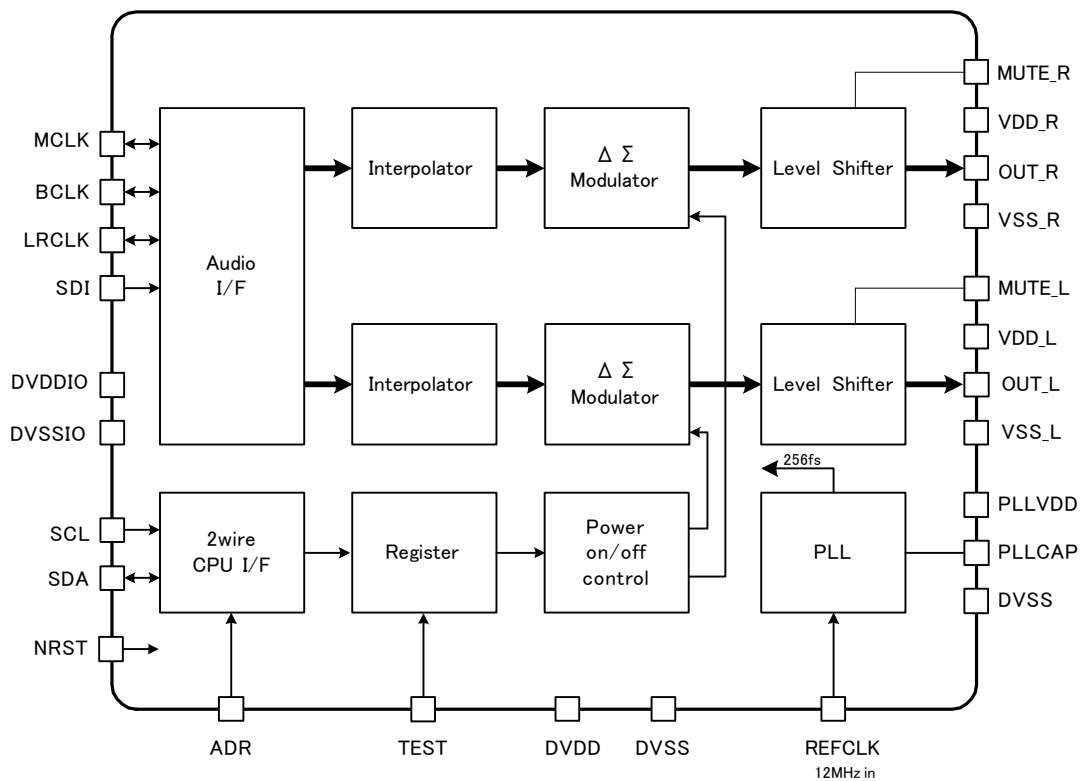 MUTE_R
VDD_R
OUT_R
VSS_R
MCLK
BCLK
LRCLK
SDI
Audio
I/F
Interpolator
Δ Σ
Modulator
Level Shifter
MUTE_L
VDD_L
OUT_L
VSS_L
DVDDIO
DVSSIO
Interpolator
Δ Σ
Modulator
Level Shifter
256fs
SCL
SDA
NRST
2wire
CPU I/F
Register
Power
on/off
control
PLL
PLLVDD
PLLCAP
DVSS
ADR
TEST
DVDD
DVSS
REFCLK
12MHz in